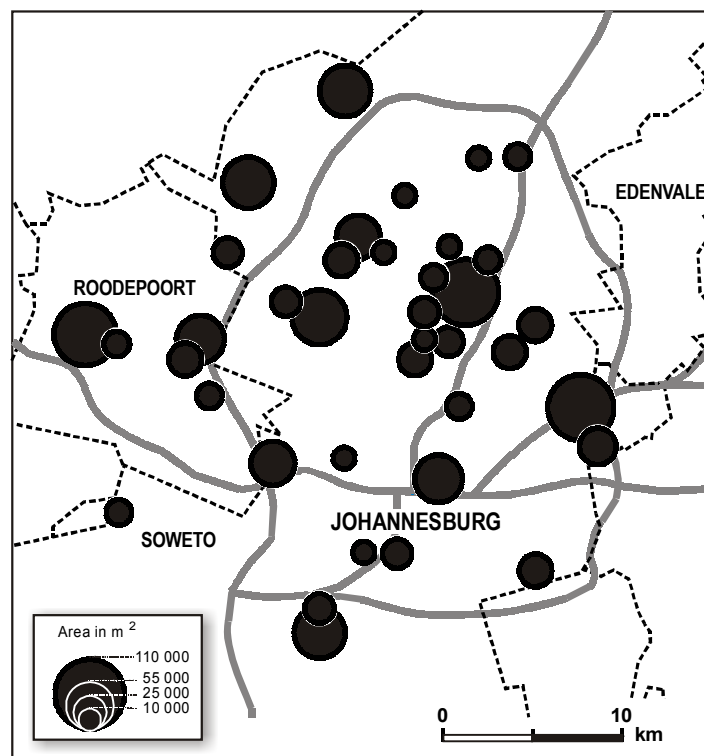 EDENVALE
ROODEPOORT
JOHANNESBURG
SOWETO
Area in m 2
110 000
55 000
25 000
10 000
0 10
km